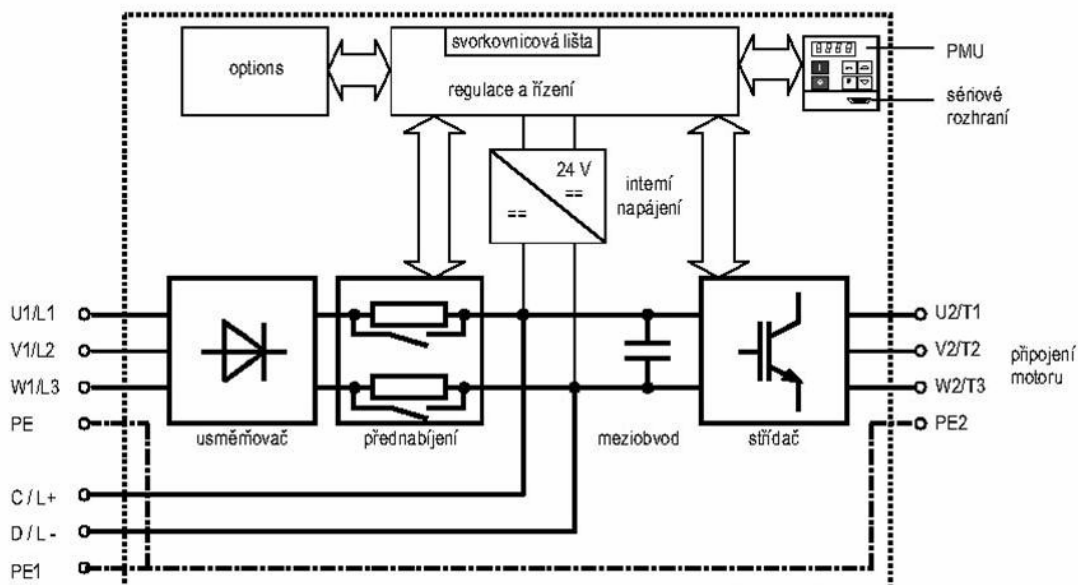 svorkovnicová lišta
options
regulace a řízení
PMU
sériové
rozhraní
24 V
==
==
interní
napájení
U1/L1
V1/L2
W1/L3
PE
usměrňovač
přednabíjení
meziobvod
střídač
U2/T1
V2/T2
W2/T3
PE2
připojení
motoru
C / L+
D / L -
PE1